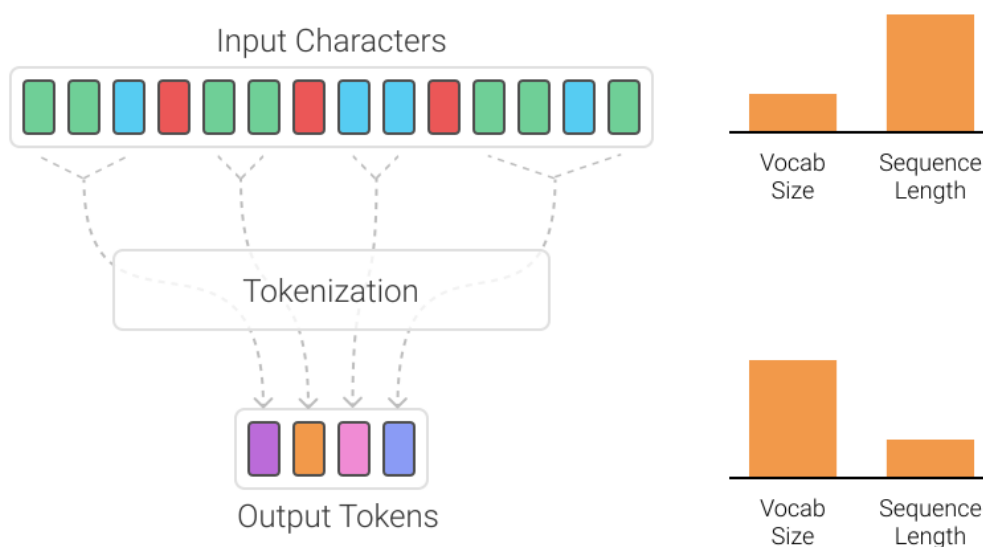 Input Characters
Vocab
Size
Sequence
Length
Tokenization
Output Tokens
Vocab
Size
Sequence
Length